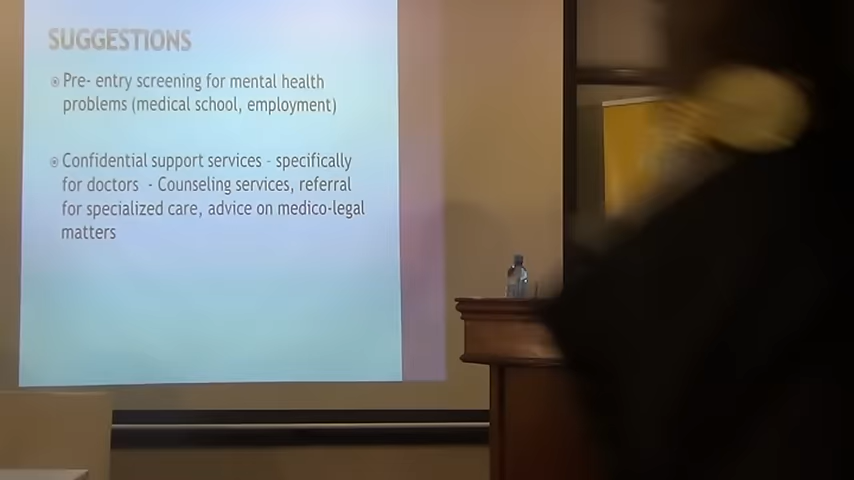 SUGGESTIONS
Pre- entry screening for mental health
problems (medical school, employment)
Confidential support services - specifically
for doctors - Counseling services, referral
for specialized care, advice on medico-legal
matters